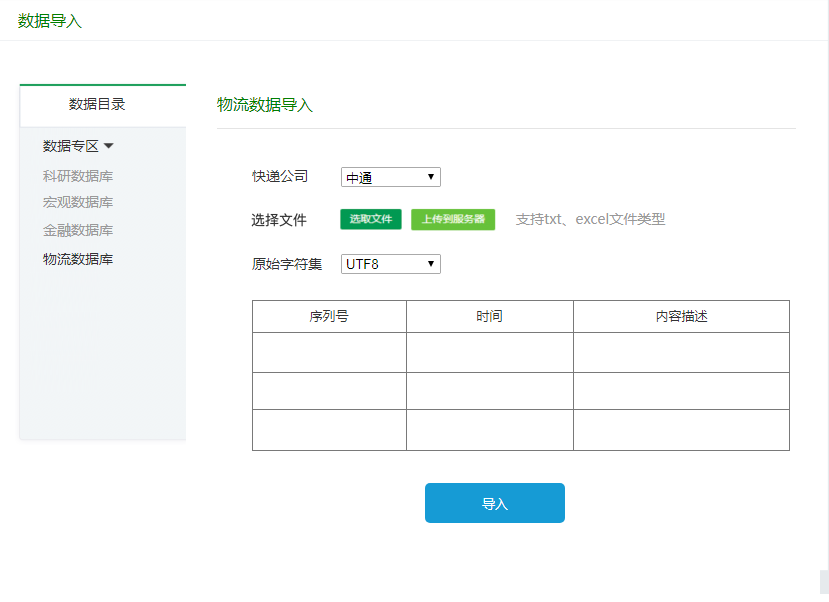 数据导入
数据目录
数据专区
科研数据库
宏观数据库
金融数据库
物流数据库
物流数据导入
快递公司 中通
选择文件 选取文件 上传到服务器 支持txt、excel文件类型
原始字符集 UTF8
序列号 时间 内容描述
导入